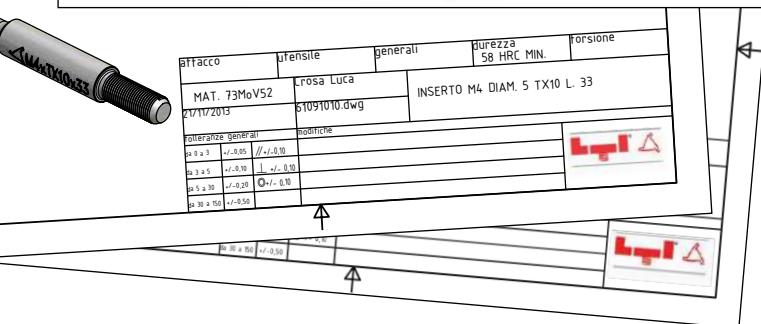 M4xTX10x33
attacco
utensile
generali
durezza
58 HRC MIN.
torsione
MAT. 73MoV52
Crosa Luca
INSERTO M4 DIAM. 5 TX10 L. 33
21/11/2013
61091010.dwg
tolleranze generali
modifiche
da 0 a 3 +/-0,05 // +/-0,10
da 3 a 5 +/-0,10 ⊥ +/- 0,10
da 5 a 30 +/-0,20 ◎ +/- 0,10
da 30 a 150 +/-0,50
da 30 a 150 +/-0,50